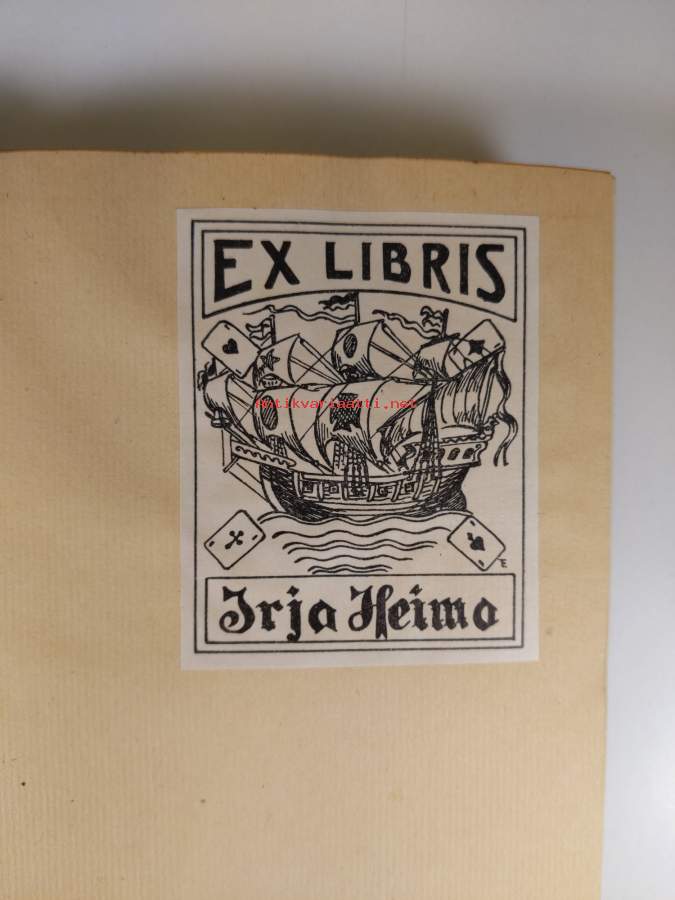 EX LIBRIS
antikvariaatti.net
E
Irja Heimo